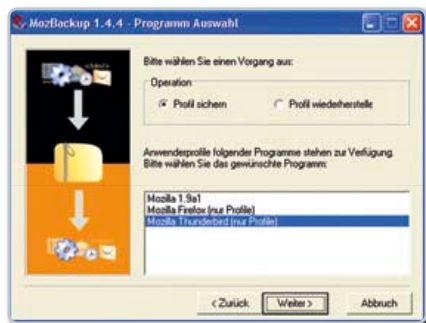 MozBackup 1.4.4 - Programm Auswahl
Bitte wählen Sie einen Vorgang aus:
Operation
Profil sichern
Profil wiederherstelle
Anwenderprofile folgender Programme stehen zur Verfügung.
Bitte wählen Sie das gewünschte Programm:
Mozilla 1.9a1
Mozilla Firefox (nur Profile)
Mozilla Thunderbird (nur Profile)
< Zurück Weiter > Abbruch